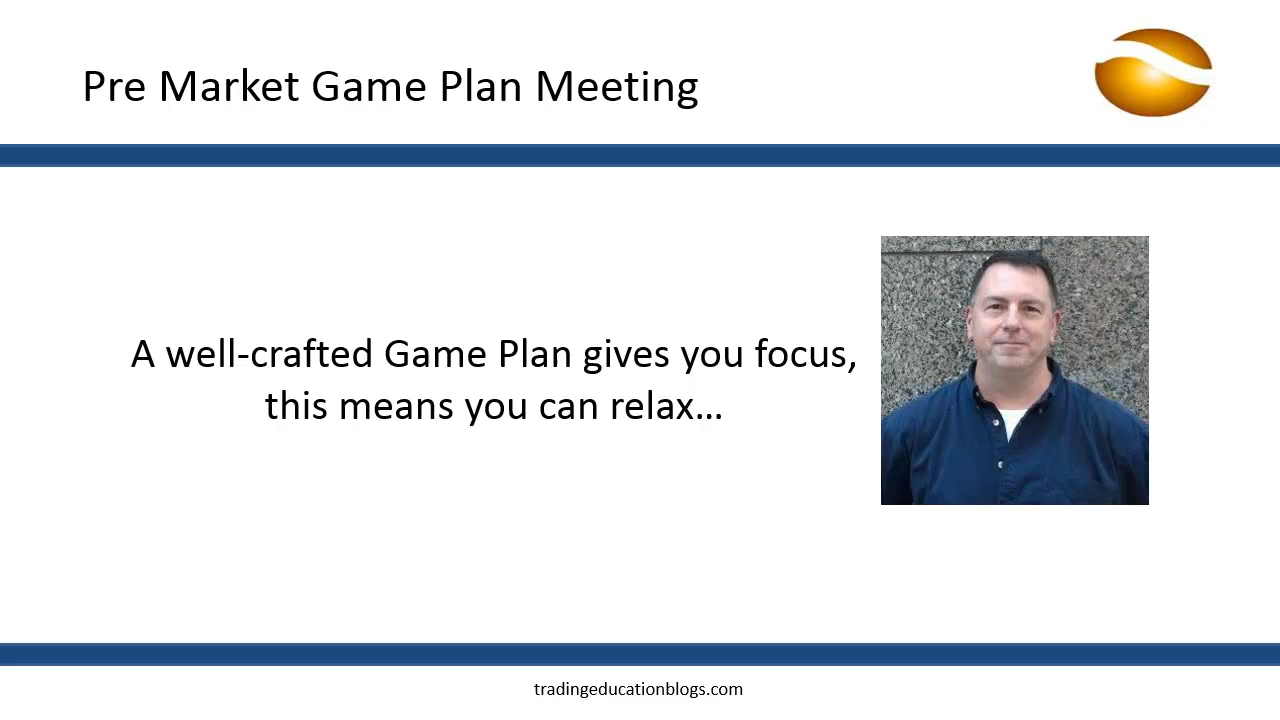 Pre Market Game Plan Meeting
A well-crafted Game Plan gives you focus,
this means you can relax…
tradingeducationblogs.com